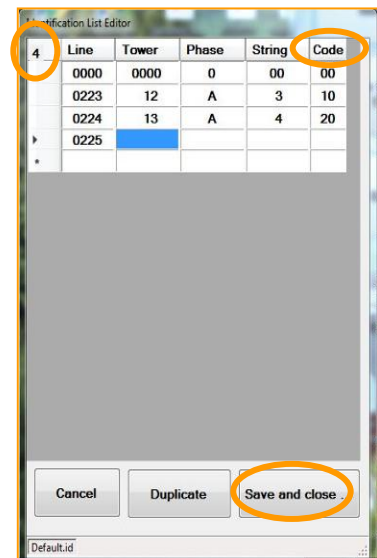 Identification List Editor
4 Line Tower Phase String Code
0000 0000 0 00 00
0223 12 A 3 10
0224 13 A 4 20
0225
Cancel Duplicate Save and close ..
Default.id